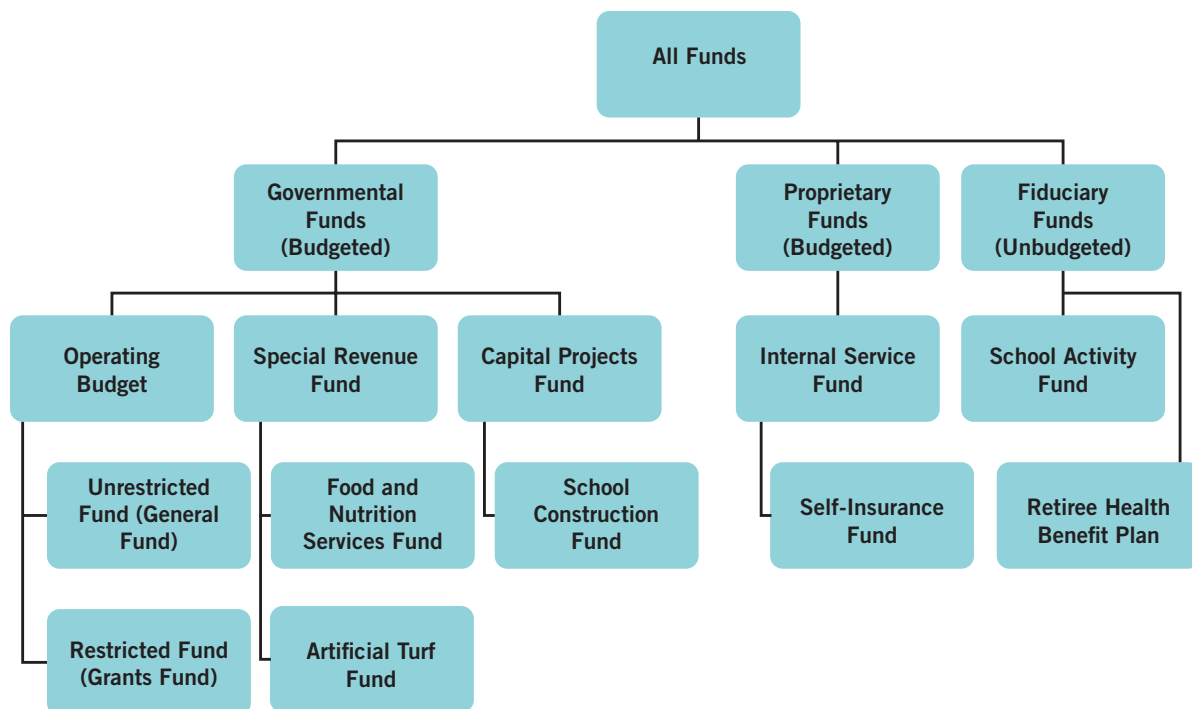 All Funds
Governmental
Funds
(Budgeted)
Proprietary
Funds
(Budgeted)
Fiduciary
Funds
(Unbudgeted)
Operating
Budget
Special Revenue
Fund
Capital Projects
Fund
Internal Service
Fund
School Activity
Fund
Unrestricted
Fund (General
Fund)
Food and
Nutrition
Services Fund
School
Construction
Fund
Self-Insurance
Fund
Retiree Health
Benefit Plan
Restricted Fund
(Grants Fund)
Artificial Turf
Fund